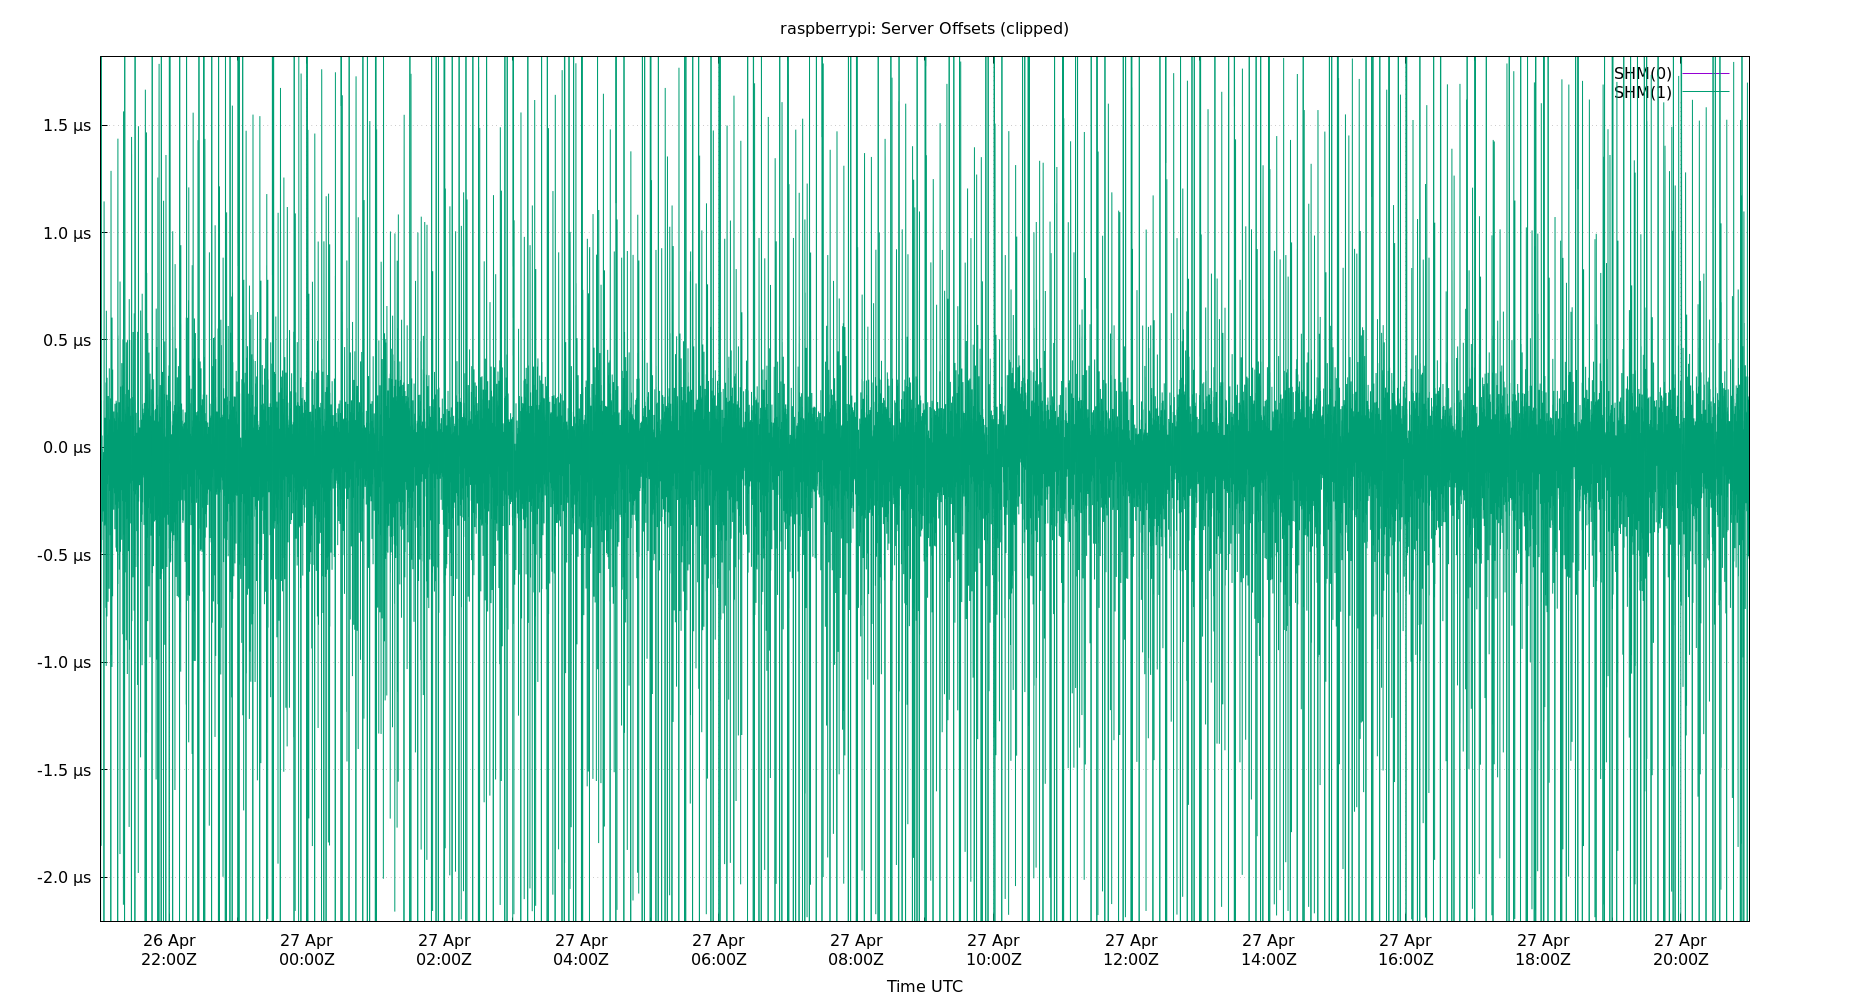 raspberrypi: Server Offsets (clipped)
SHM(0)
SHM(1)
1.5 µs
1.0 µs
0.5 µs
0.0 µs
-0.5 µs
-1.0 µs
-1.5 µs
-2.0 µs
26 Apr 27 Apr 27 Apr 27 Apr 27 Apr 27 Apr 27 Apr 27 Apr 27 Apr 27 Apr 27 Apr 27 Apr
22:00Z 00:00Z 02:00Z 04:00Z 06:00Z 08:00Z 10:00Z 12:00Z 14:00Z 16:00Z 18:00Z 20:00Z
Time UTC